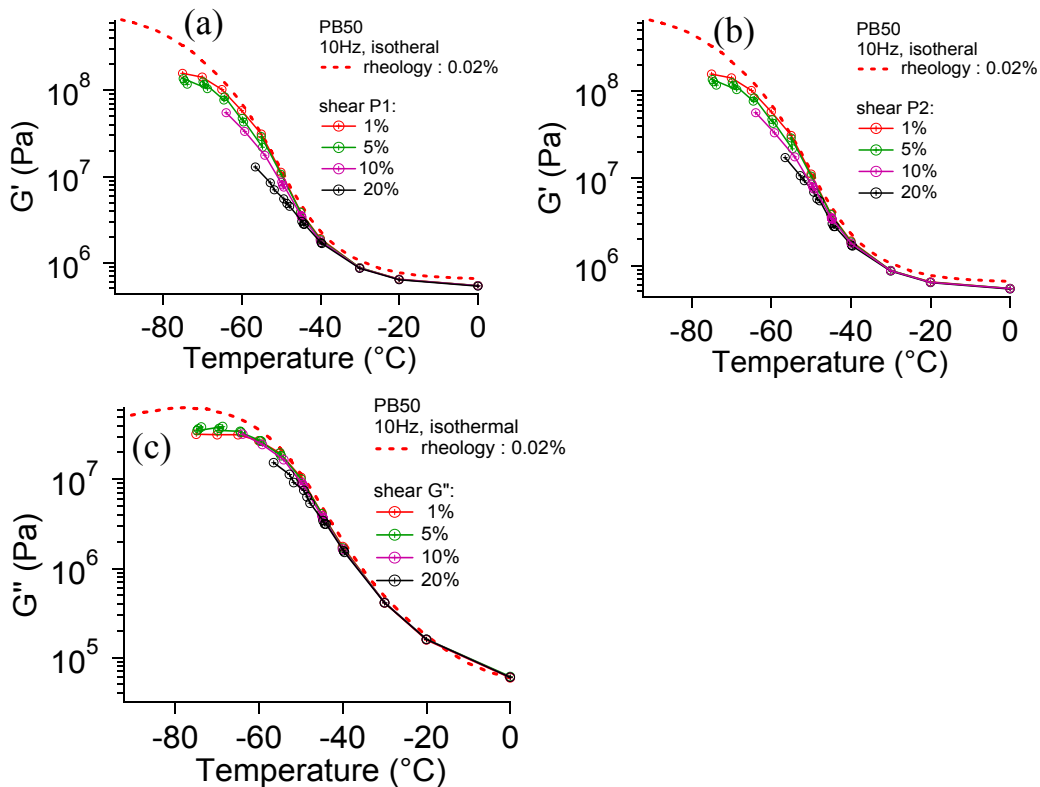 (a)
PB50
10Hz, isotheral
rheology : 0.02%
shear P1:
1%
5%
10%
20%
G' (Pa)
10^8
10^7
10^6
-80 -60 -40 -20 0
Temperature (°C)
(b)
PB50
10Hz, isotheral
rheology : 0.02%
shear P2:
1%
5%
10%
20%
G' (Pa)
10^8
10^7
10^6
-80 -60 -40 -20 0
Temperature (°C)
(c)
PB50
10Hz, isothermal
rheology : 0.02%
shear G":
1%
5%
10%
20%
G" (Pa)
10^7
10^6
10^5
-80 -60 -40 -20 0
Temperature (°C)